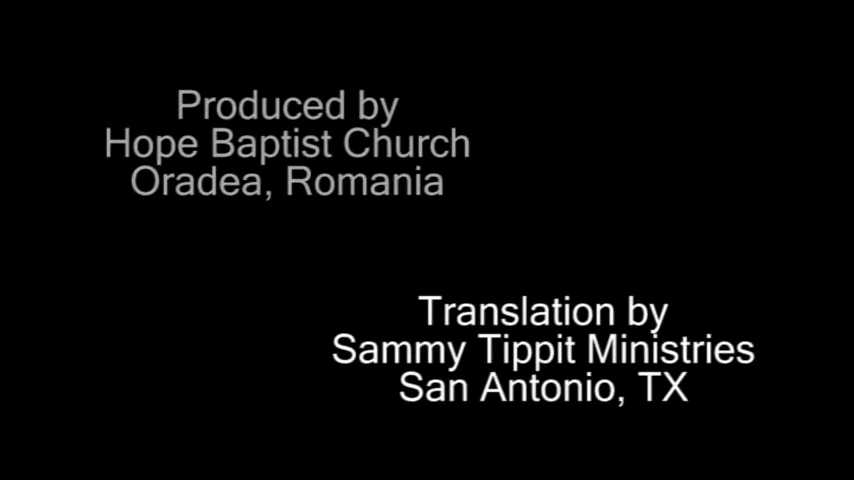 Produced by
Hope Baptist Church
Oradea, Romania
Translation by
Sammy Tippit Ministries
San Antonio, TX